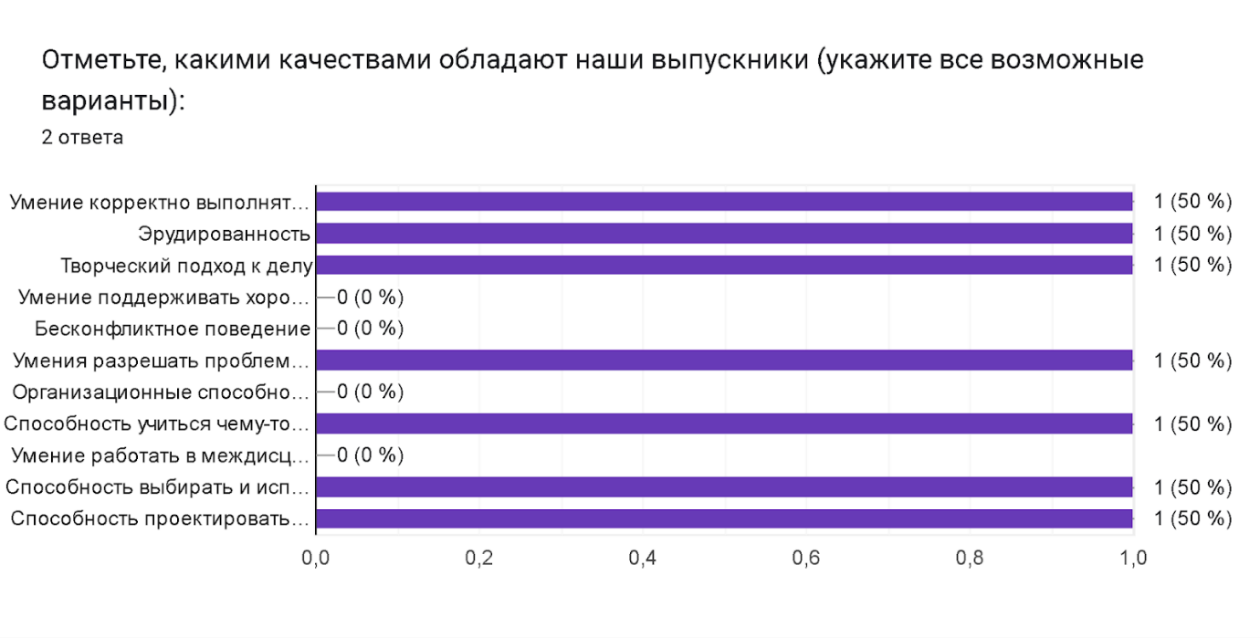 Отметьте, какими качествами обладают наши выпускники (укажите все возможные
варианты):
2 ответа
Умение корректно выполнят... 1 (50 %)
Эрудированность 1 (50 %)
Творческий подход к делу 1 (50 %)
Умение поддерживать хоро... 0 (0 %)
Бесконфликтное поведение 0 (0 %)
Умения разрешать проблем... 1 (50 %)
Организационные способно... 0 (0 %)
Способность учиться чему-то... 1 (50 %)
Умение работать в междисц... 0 (0 %)
Способность выбирать и исп... 1 (50 %)
Способность проектировать... 1 (50 %)
0,0 0,2 0,4 0,6 0,8 1,0